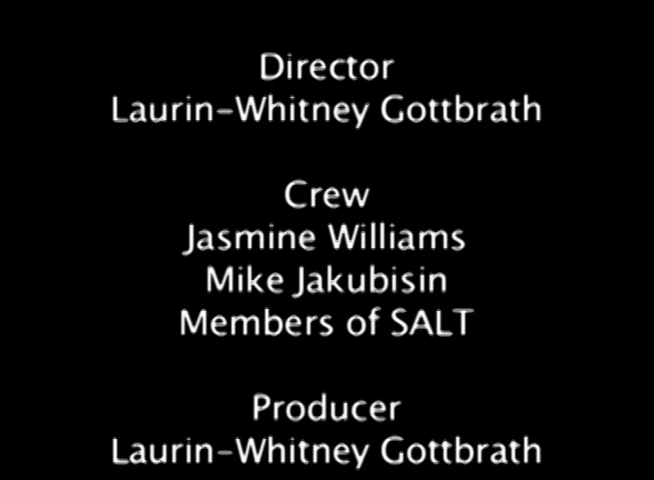 Director
Laurin-Whitney Gottbrath
Crew
Jasmine Williams
Mike Jakubisin
Members of SALT
Producer
Laurin-Whitney Gottbrath